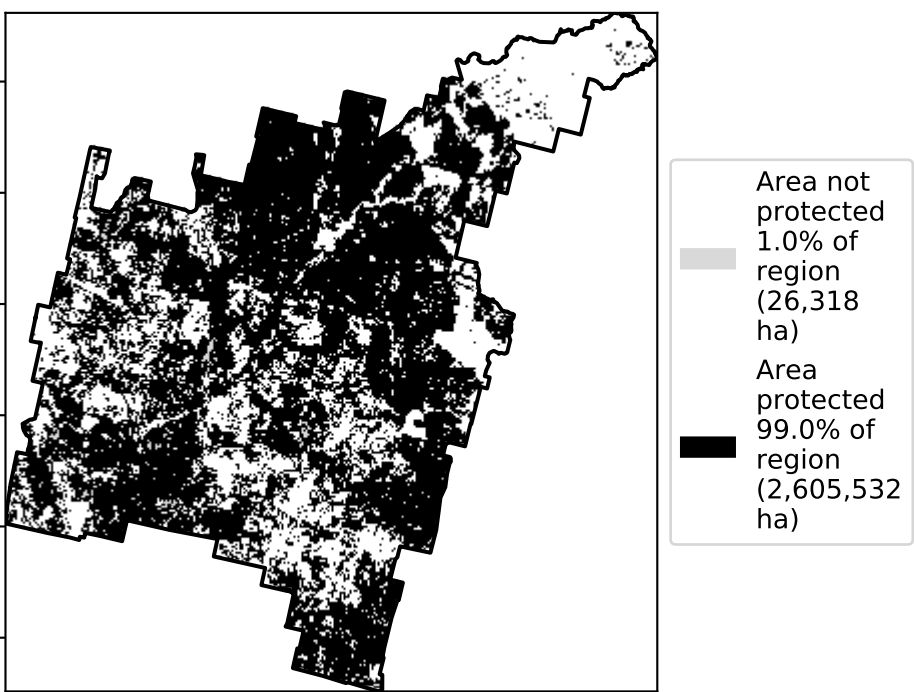 Area not
protected
1.0% of
region
(26,318
ha)
Area
protected
99.0% of
region
(2,605,532
ha)